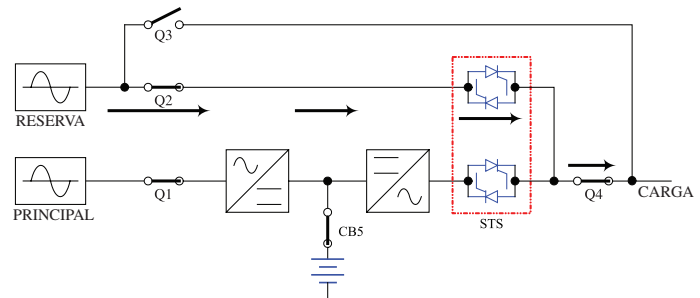 Q3
Q2
RESERVA
PRINCIPAL
Q1
CB5
STS
Q4
CARGA